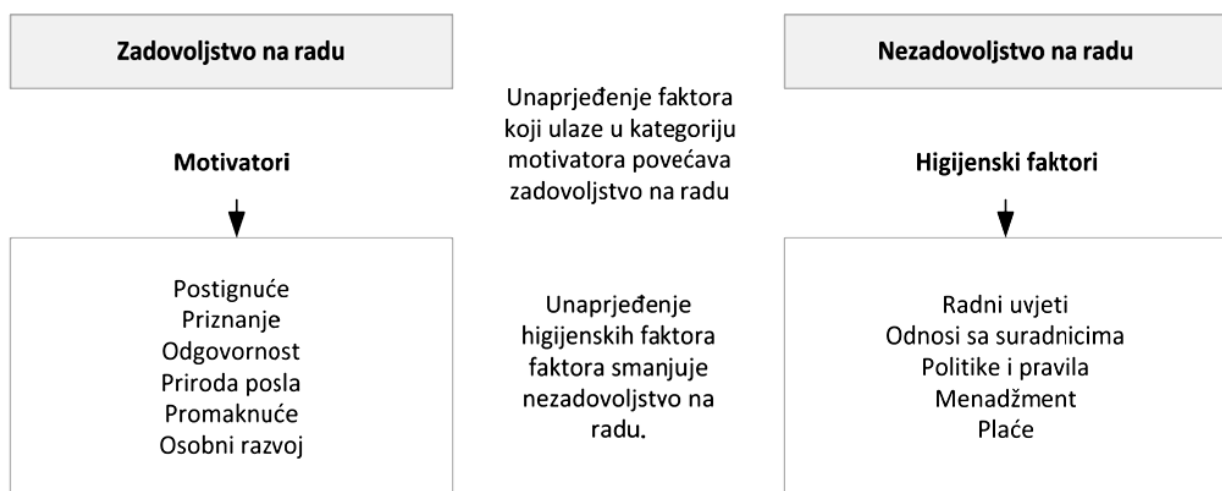 Zadovoljstvo na radu
Motivatori
Postignuće
Priznanje
Odgovornost
Priroda posla
Promaknuće
Osobni razvoj
Unaprjeđenje faktora
koji ulaze u kategoriju
motivatora povećava
zadovoljstvo na radu
Unaprjeđenje
higijenskih faktora
faktora smanjuje
nezadovoljstvo na
radu.
Nezadovoljstvo na radu
Higijenski faktori
Radni uvjeti
Odnosi sa suradnicima
Politike i pravila
Menadžment
Plaće